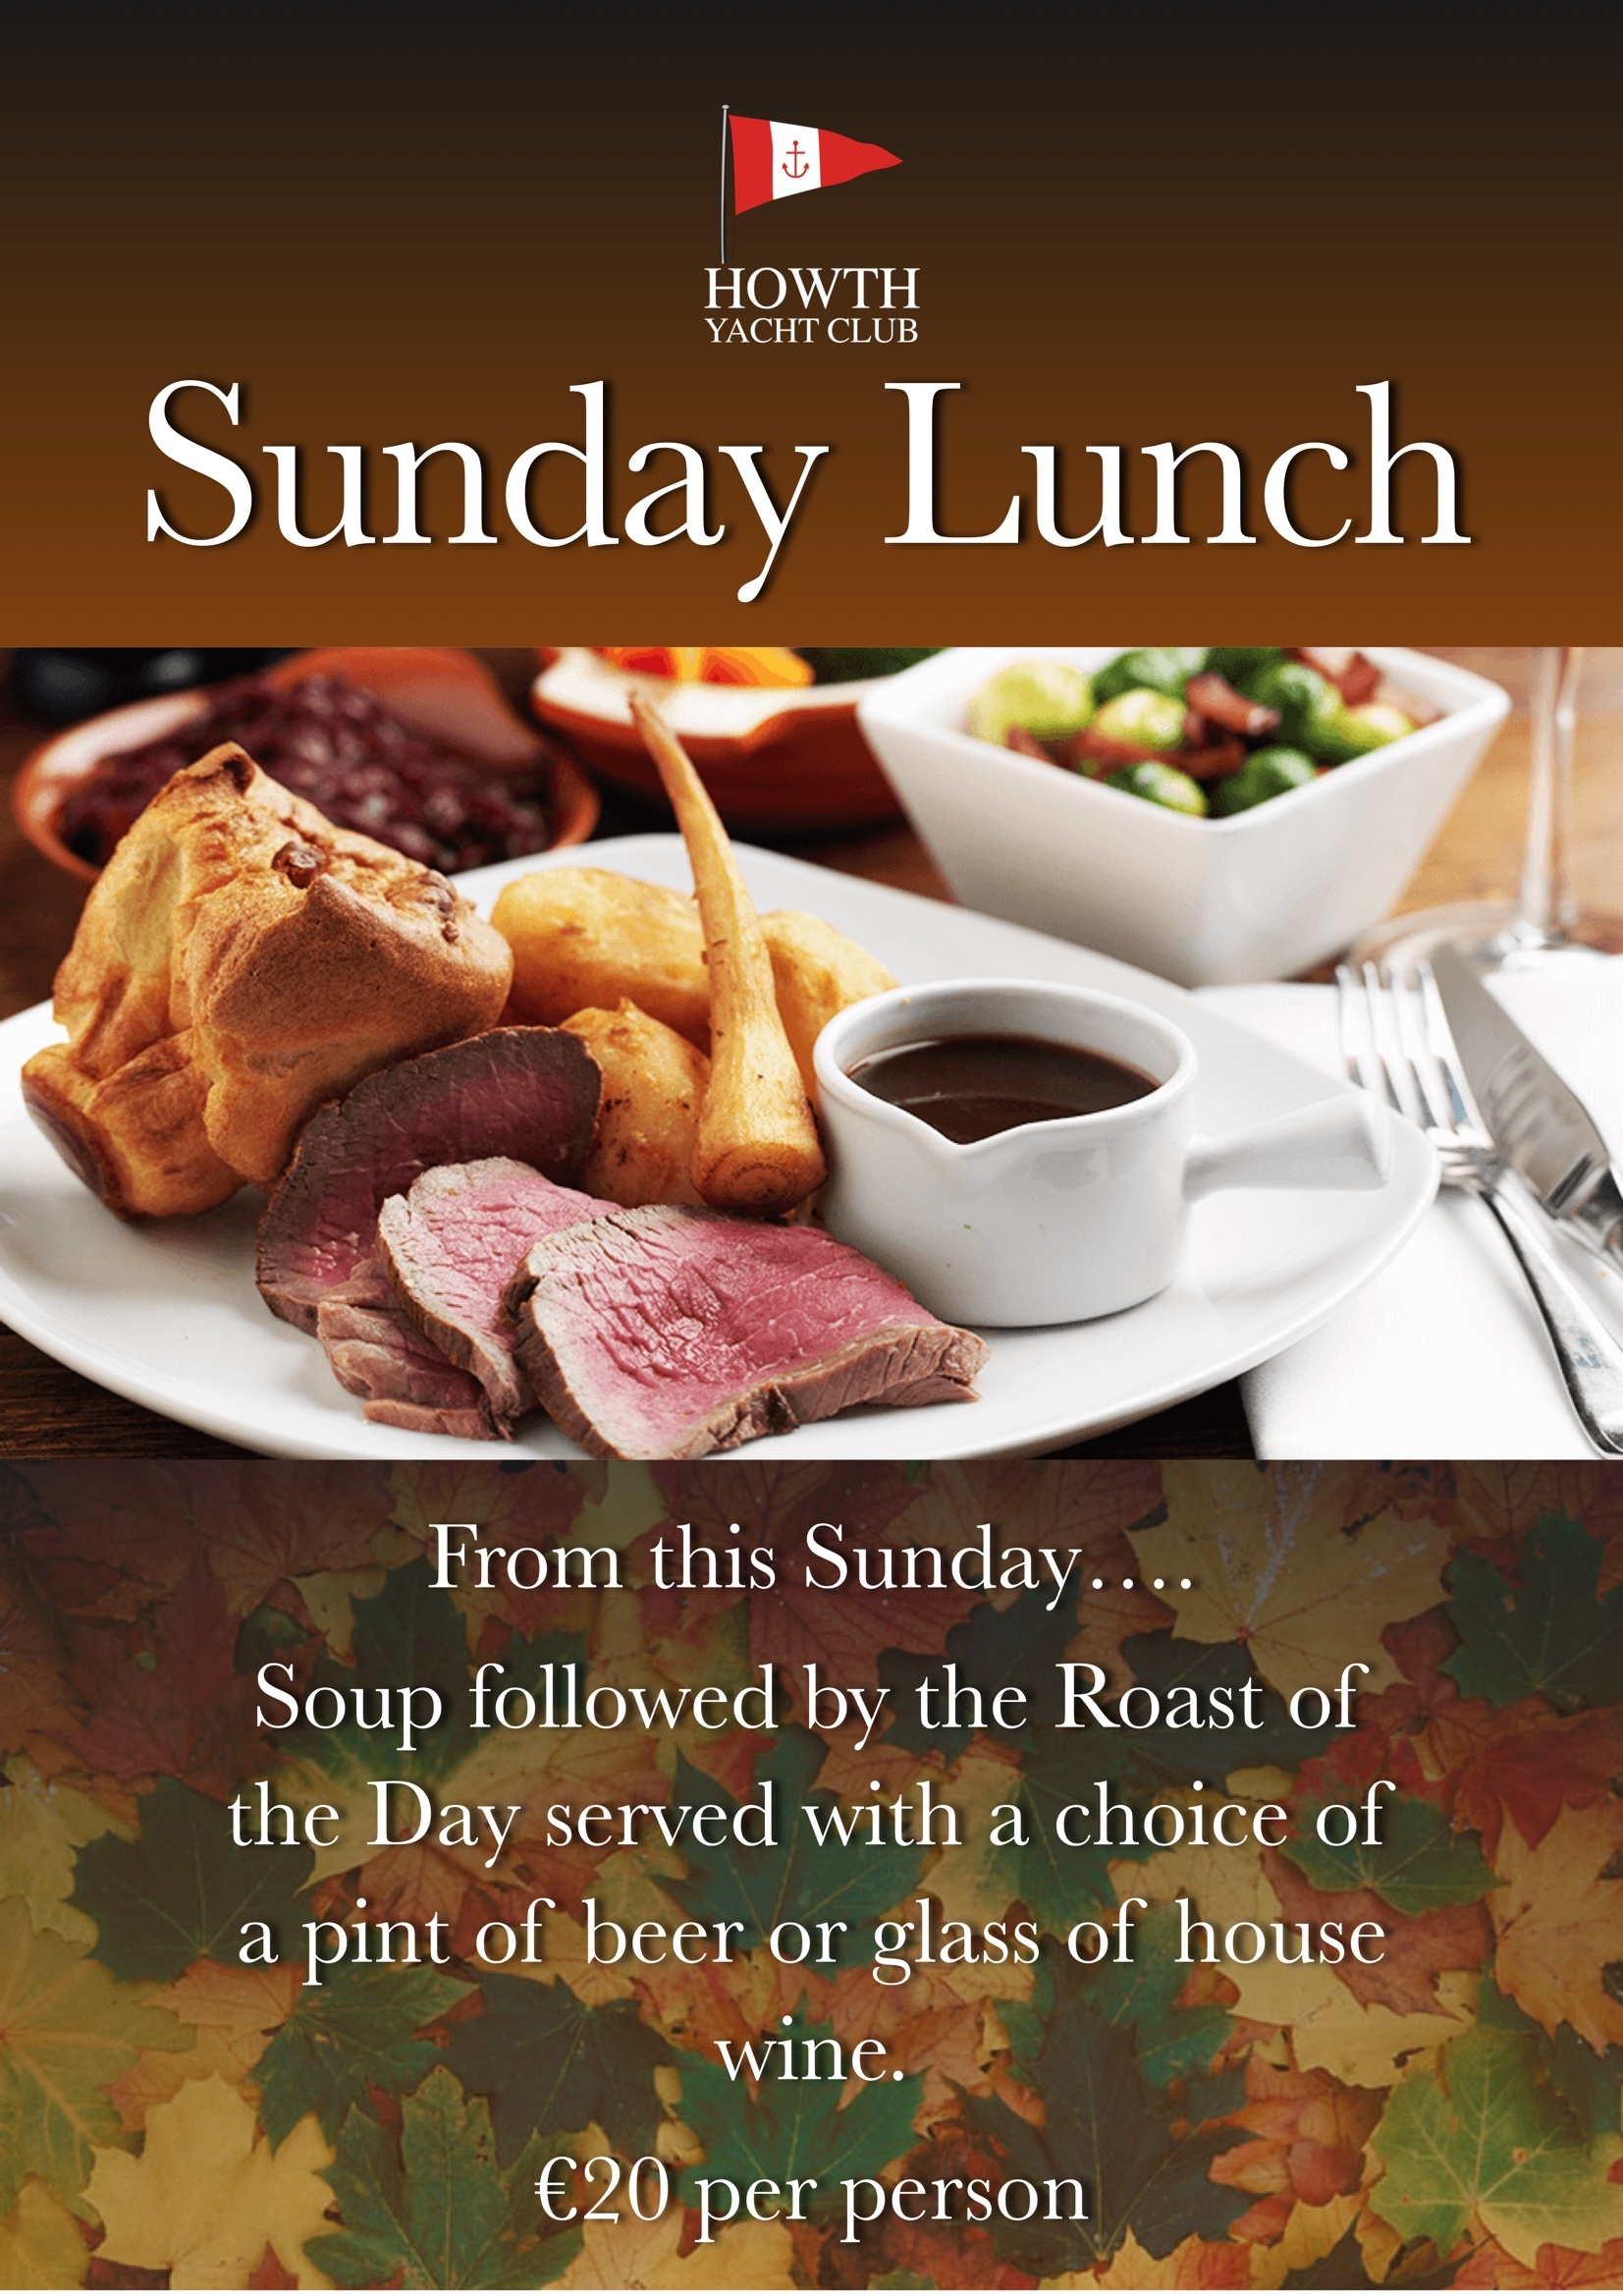 HOWTH
YACHT CLUB
Sunday Lunch
From this Sunday....
Soup followed by the Roast of
the Day served with a choice of
a pint of beer or glass of house
wine.
€20 per person